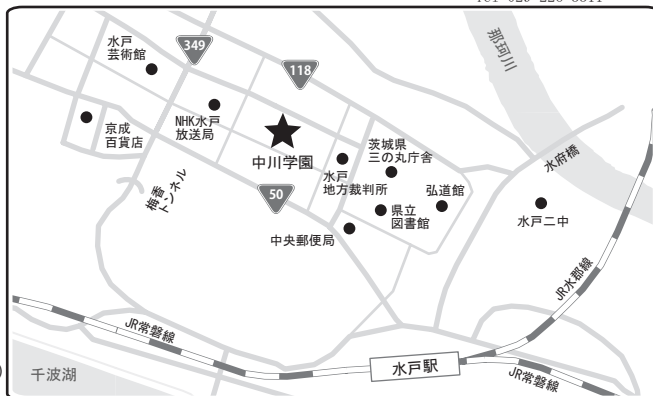 水戸
芸術館
349
118
那珂川
京成
百貨店
NHK水戸
放送局
中川学園
茨城県
三の丸庁舎
水戸
地方裁判所
弘道館
水府橋
梅香
トンネル
50
県立
図書館
水戸二中
中央郵便局
JR水郡線
JR常磐線
水戸駅
JR常磐線
千波湖